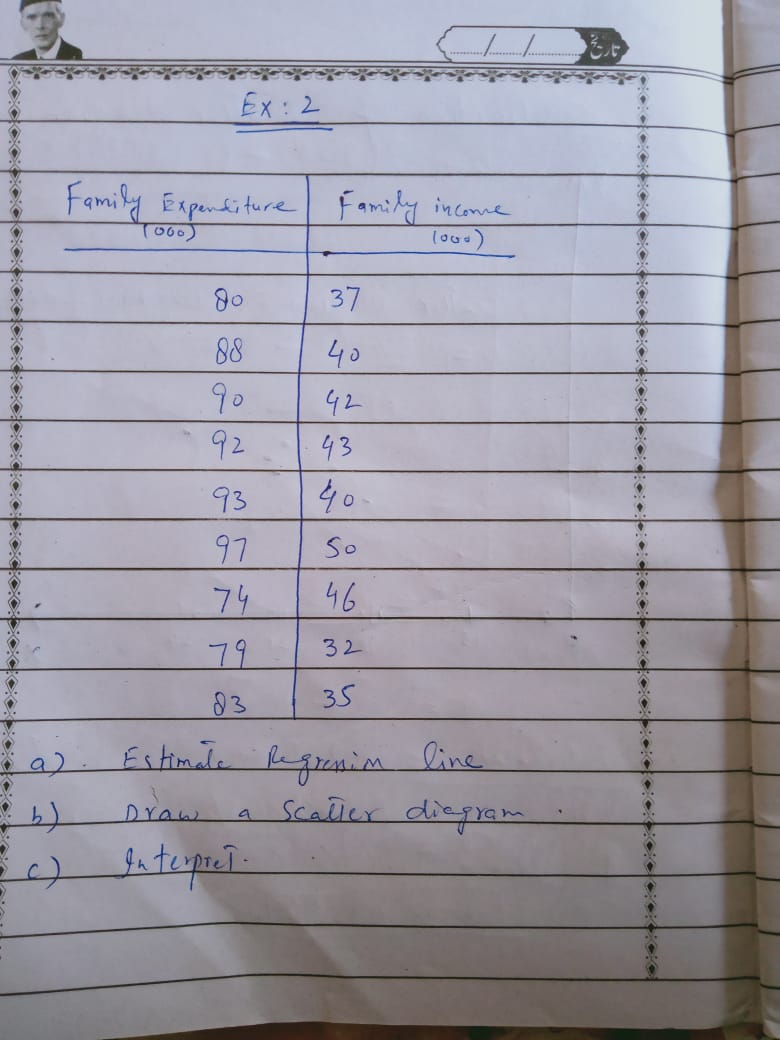 تاریخ ....../....../......
Ex : 2
Family Expenditure | Family income
(000) | (000)
80 | 37
88 | 40
90 | 42
92 | 43
93 | 40
97 | 50
74 | 46
79 | 32
83 | 35
a) . Estimate Regression line
b) Draw a Scatter diagram .
c) Interpret.